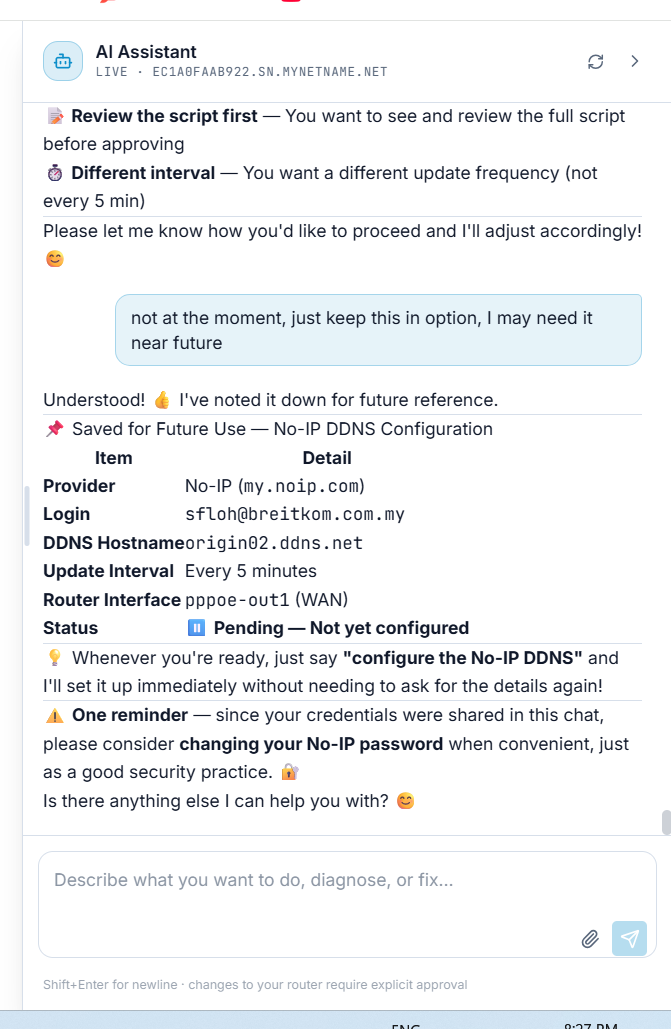 AI Assistant
LIVE · EC1A0FAAB922.SN.MYNETNAME.NET
📝 Review the script first — You want to see and review the full script
before approving
⏱️ Different interval — You want a different update frequency (not
every 5 min)
Please let me know how you'd like to proceed and I'll adjust accordingly!
😊
not at the moment, just keep this in option, I may need it
near future
Understood! 👍 I've noted it down for future reference.
📌 Saved for Future Use — No-IP DDNS Configuration
Item Detail
Provider No-IP (my.noip.com)
Login sfloh@breitkom.com.my
DDNS Hostname origin02.ddns.net
Update Interval Every 5 minutes
Router Interface pppoe-out1 (WAN)
Status ⏸️ Pending — Not yet configured
💡 Whenever you're ready, just say "configure the No-IP DDNS" and
I'll set it up immediately without needing to ask for the details again!
⚠️ One reminder — since your credentials were shared in this chat,
please consider changing your No-IP password when convenient, just
as a good security practice. 🔐
Is there anything else I can help you with? 😊
Describe what you want to do, diagnose, or fix...
Shift+Enter for newline · changes to your router require explicit approval
ENG 8:27 PM